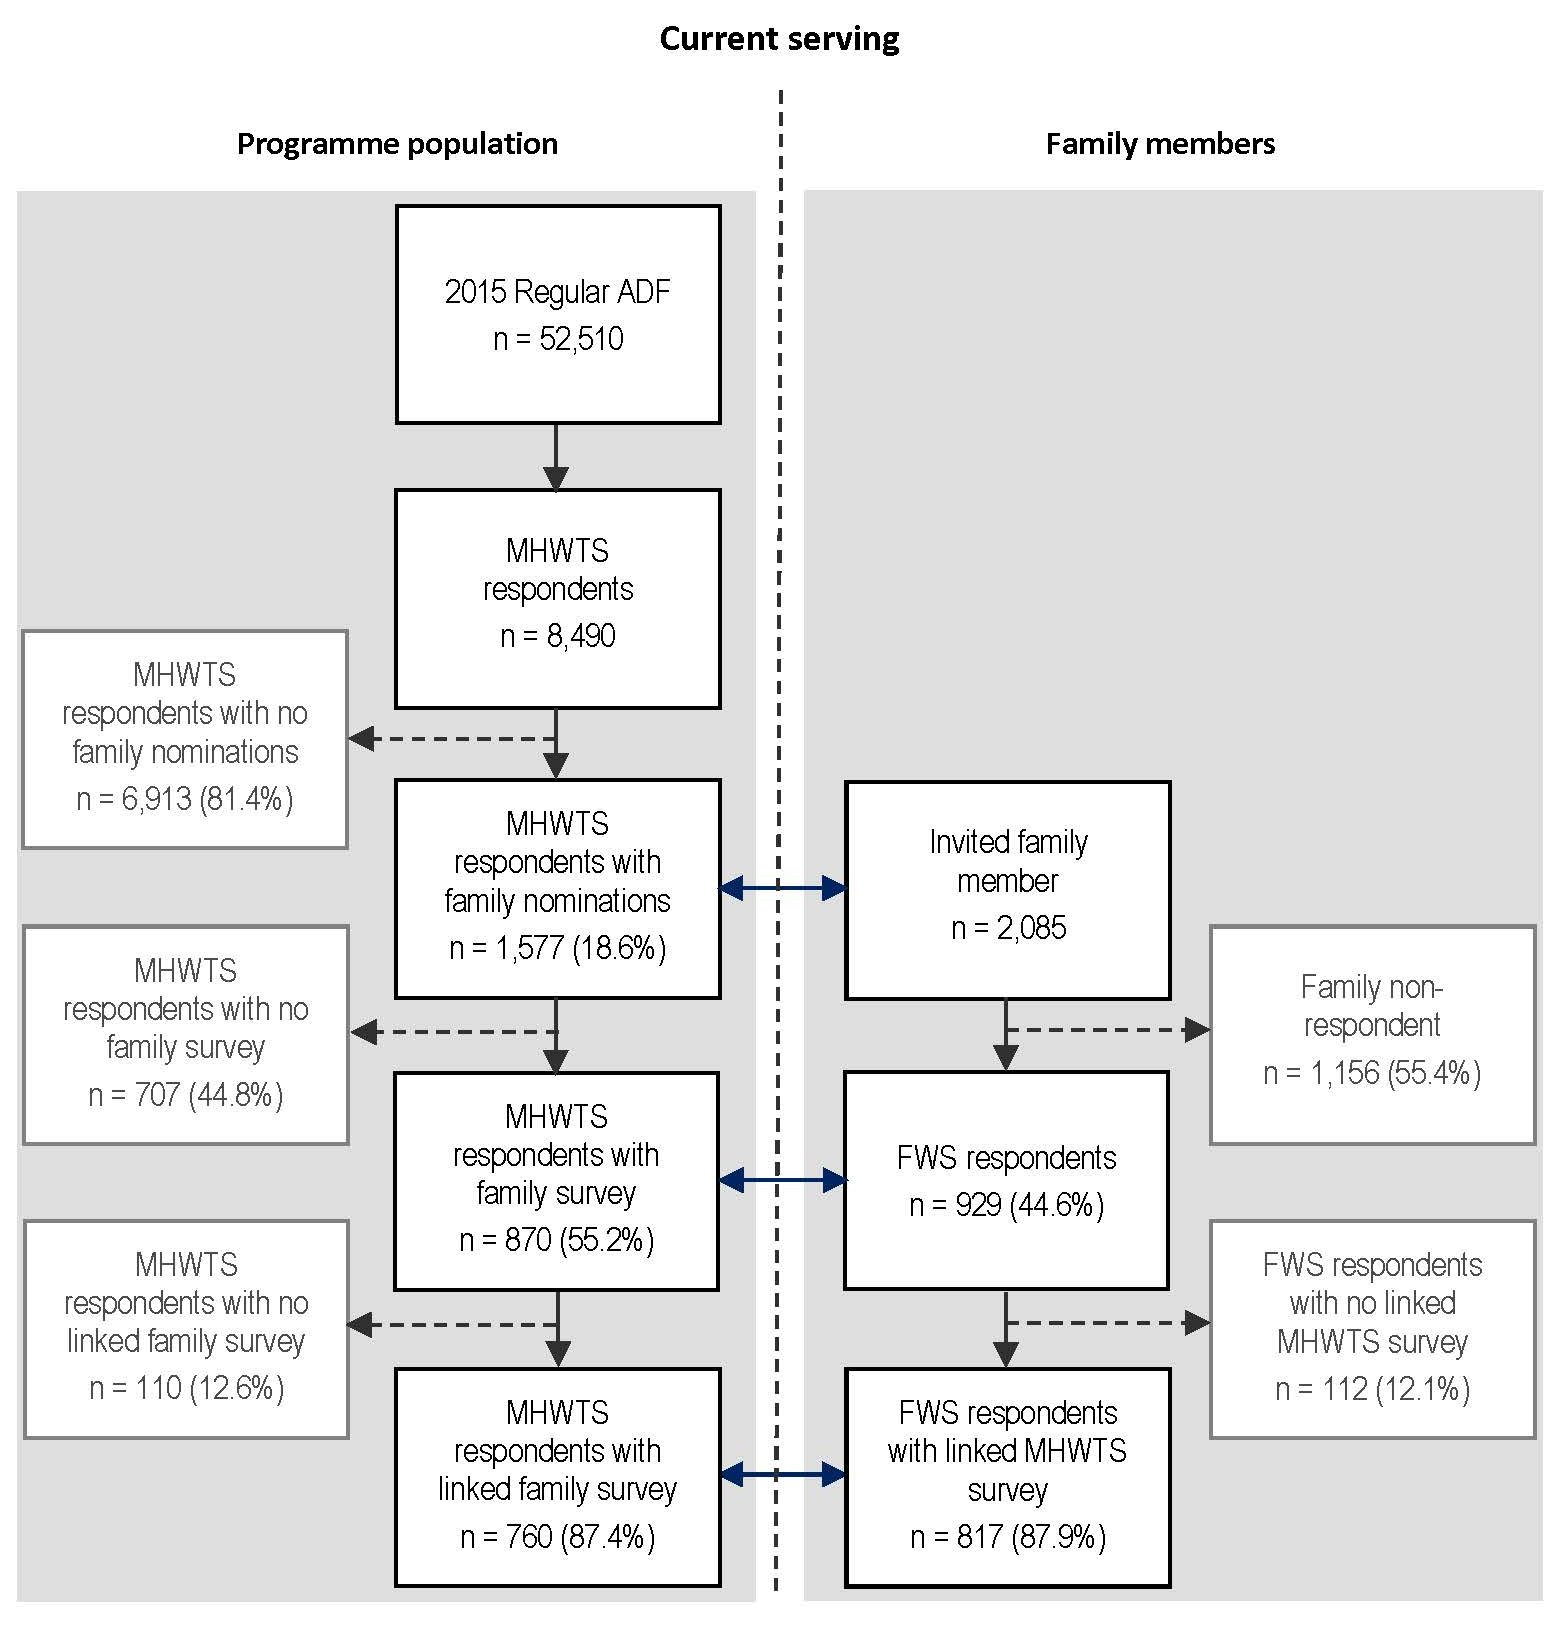 Current serving
Programme population
Family members
2015 Regular ADF
n = 52,510
MHWTS
respondents
n = 8,490
MHWTS
respondents with no
family nominations
n = 6,913 (81.4%)
MHWTS
respondents with
family nominations
n = 1,577 (18.6%)
Invited family
member
n = 2,085
MHWTS
respondents with no
family survey
n = 707 (44.8%)
Family non-
respondent
n = 1,156 (55.4%)
MHWTS
respondents with
family survey
n = 870 (55.2%)
FWS respondents
n = 929 (44.6%)
MHWTS
respondents with no
linked family survey
n = 110 (12.6%)
FWS respondents
with no linked
MHWTS survey
n = 112 (12.1%)
MHWTS
respondents with
linked family survey
n = 760 (87.4%)
FWS respondents
with linked MHWTS
survey
n = 817 (87.9%)